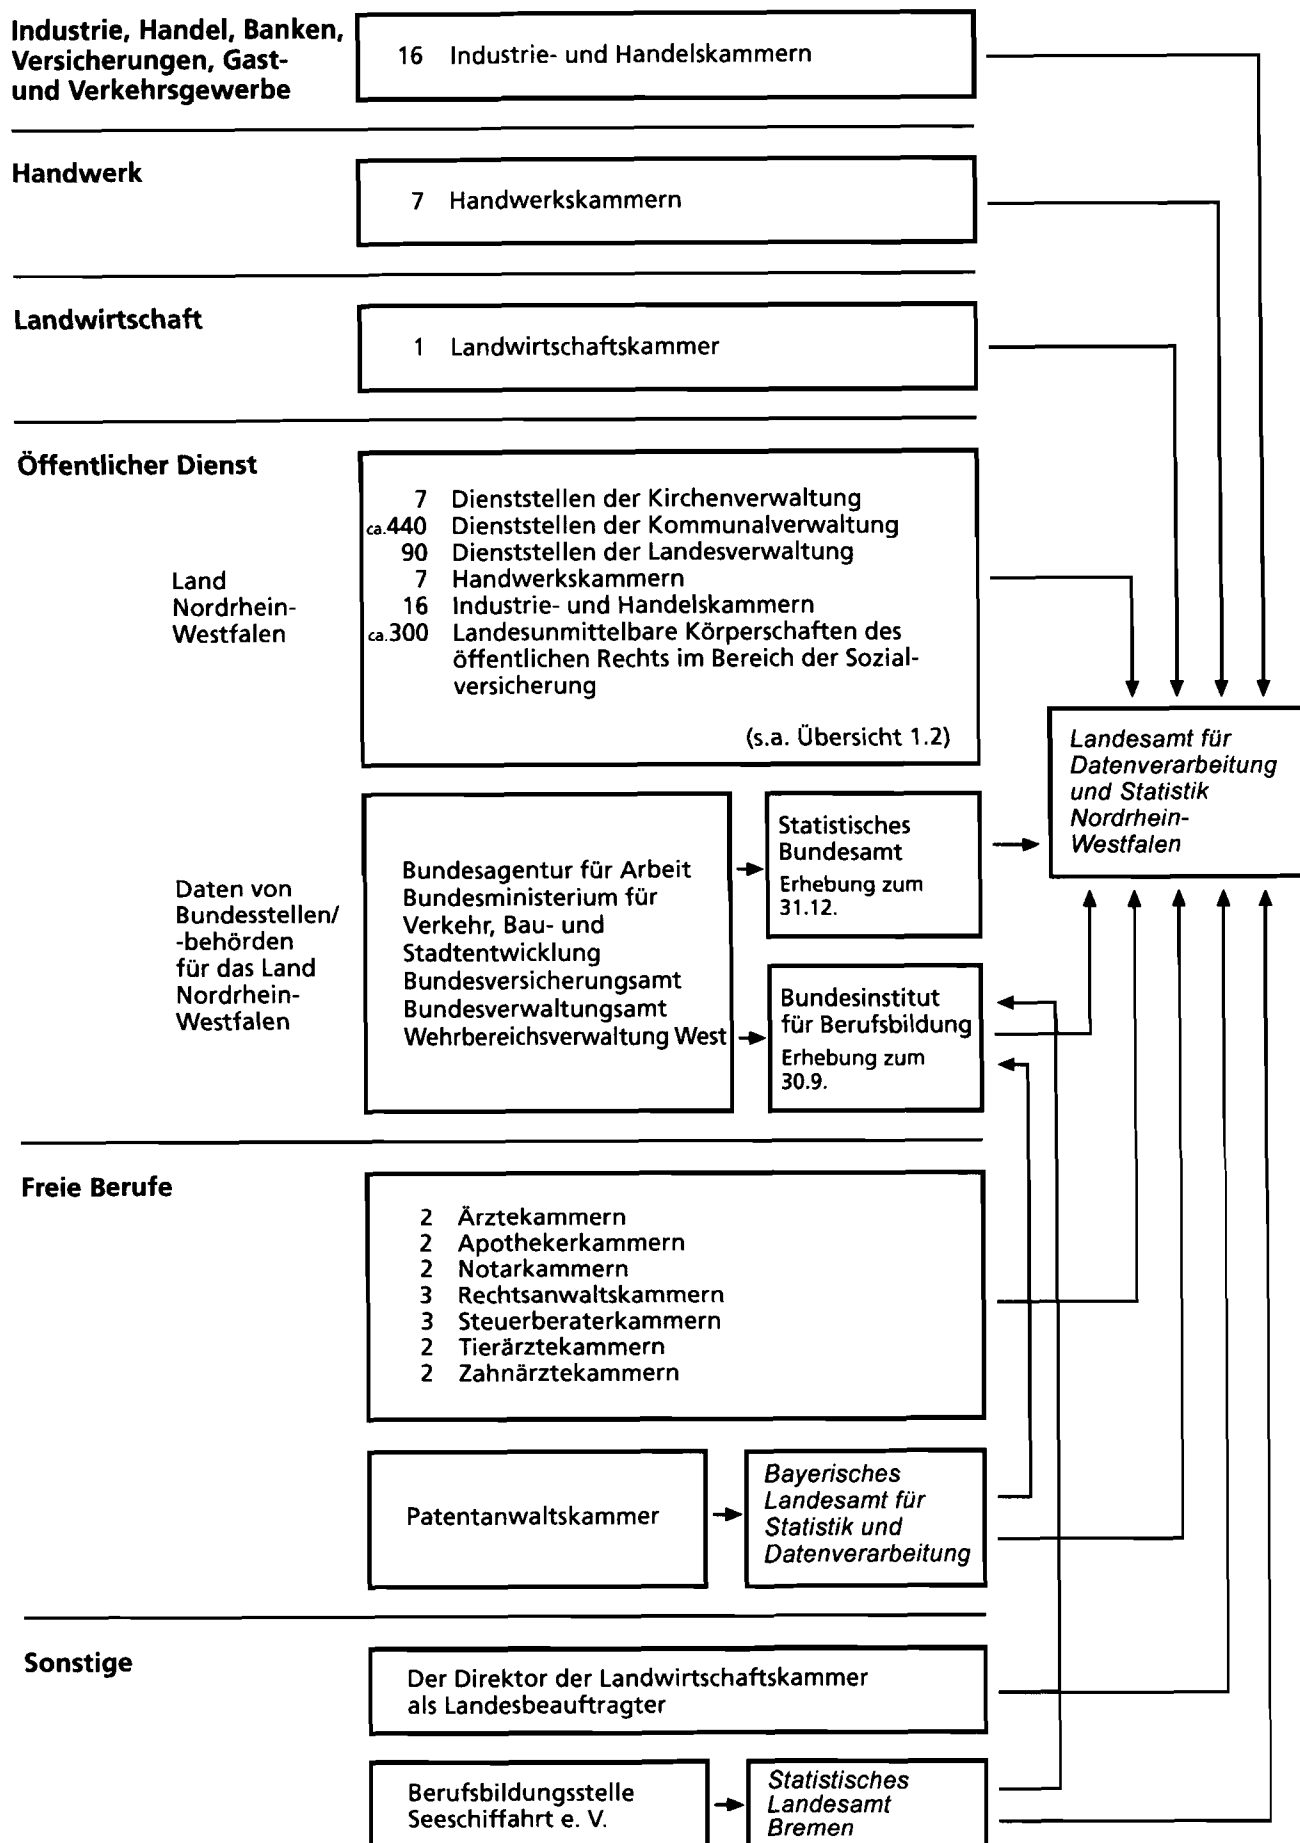 Industrie, Handel, Banken,
Versicherungen, Gast-
und Verkehrsgewerbe
16 Industrie- und Handelskammern
Handwerk
7 Handwerkskammern
Landwirtschaft
1 Landwirtschaftskammer
Öffentlicher Dienst
Land
Nordrhein-
Westfalen
7 Dienststellen der Kirchenverwaltung
ca.440 Dienststellen der Kommunalverwaltung
90 Dienststellen der Landesverwaltung
7 Handwerkskammern
16 Industrie- und Handelskammern
ca.300 Landesunmittelbare Körperschaften des
öffentlichen Rechts im Bereich der Sozial-
versicherung
(s.a. Übersicht 1.2)
Landesamt für
Datenverarbeitung
und Statistik
Nordrhein-
Westfalen
Daten von
Bundesstellen/
-behörden
für das Land
Nordrhein-
Westfalen
Bundesagentur für Arbeit
Bundesministerium für
Verkehr, Bau- und
Stadtentwicklung
Bundesversicherungsamt
Bundesverwaltungsamt
Wehrbereichsverwaltung West
Statistisches
Bundesamt
Erhebung zum
31.12.
Bundesinstitut
für Berufsbildung
Erhebung zum
30.9.
Freie Berufe
2 Ärztekammern
2 Apothekerkammern
2 Notarkammern
3 Rechtsanwaltskammern
3 Steuerberaterkammern
2 Tierärztekammern
2 Zahnärztekammern
Patentanwaltskammer
Bayerisches
Landesamt für
Statistik und
Datenverarbeitung
Sonstige
Der Direktor der Landwirtschaftskammer
als Landesbeauftragter
Berufsbildungsstelle
Seeschiffahrt e. V.
Statistisches
Landesamt
Bremen